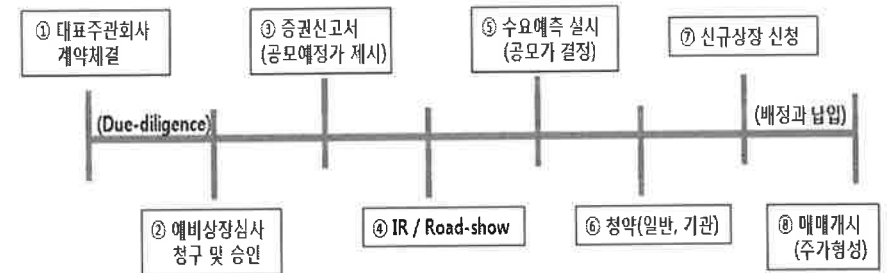 ① 대표주관회사
계약체결
(Due-diligence)
② 예비상장심사
청구 및 승인
③ 증권신고서
(공모예정가 제시)
④ IR / Road-show
⑤ 수요예측 실시
(공모가 결정)
⑥ 청약(일반, 기관)
⑦ 신규상장 신청
(배정과 납입)
⑧ 매매개시
(주가형성)